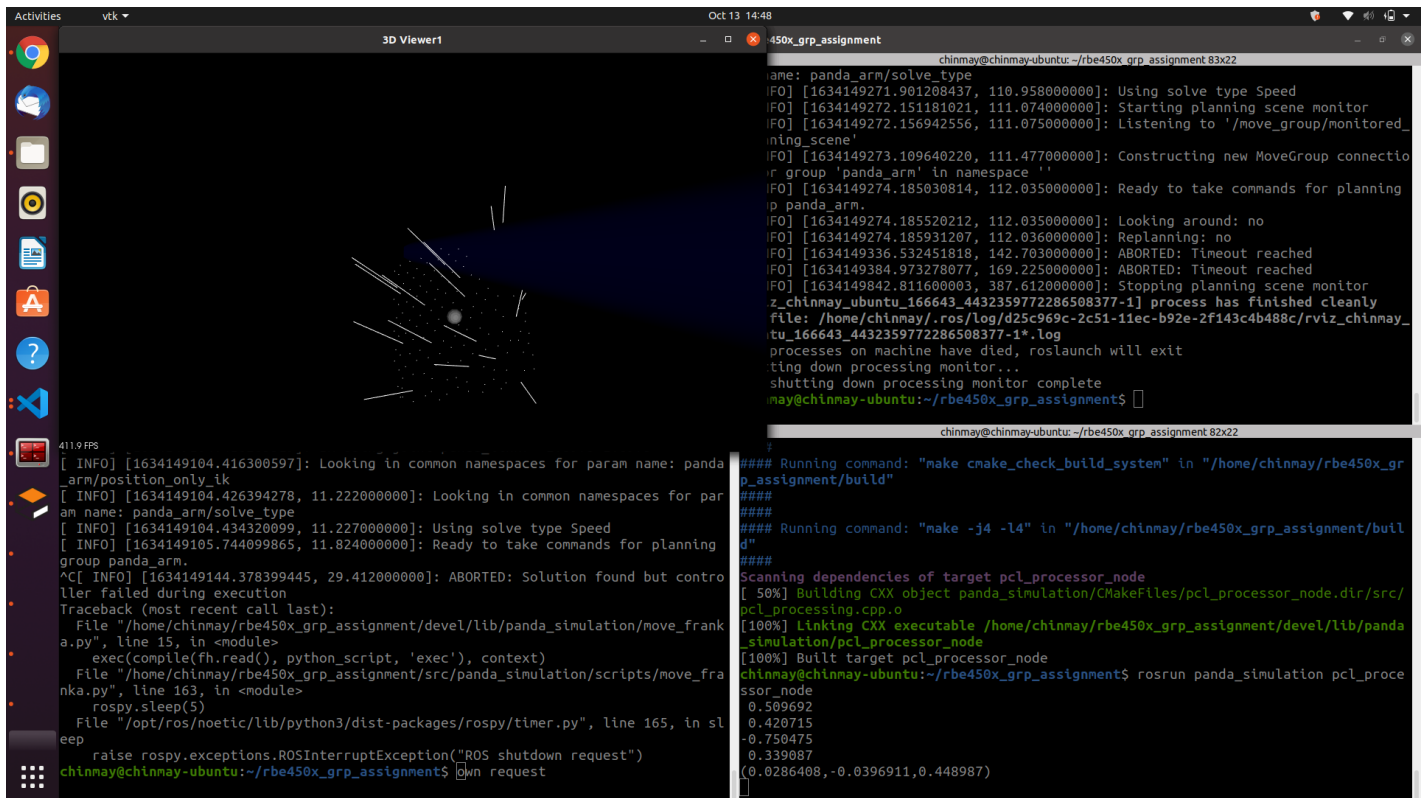 Activities
vtk
Oct 13 14:48
3D Viewer1
450x_grp_assignment
chinmay@chinmay-ubuntu: ~/rbe450x_grp_assignment 83x22
ame: panda_arm/solve_type
FO] [1634149271.901208437, 110.958000000]: Using solve type Speed
FO] [1634149272.151181021, 111.074000000]: Starting planning scene monitor
FO] [1634149272.156942556, 111.075000000]: Listening to '/move_group/monitored_
ning_scene'
FO] [1634149273.109640220, 111.477000000]: Constructing new MoveGroup connectio
r group 'panda_arm' in namespace ''
FO] [1634149274.185030814, 112.035000000]: Ready to take commands for planning
p panda_arm.
FO] [1634149274.185520212, 112.035000000]: Looking around: no
FO] [1634149274.185931207, 112.036000000]: Replanning: no
FO] [1634149336.532451818, 142.703000000]: ABORTED: Timeout reached
FO] [1634149384.973278077, 169.225000000]: ABORTED: Timeout reached
FO] [1634149842.811600003, 387.612000000]: Stopping planning scene monitor
z_chinmay_ubuntu_166643_4432359772286508377-1] process has finished cleanly
file: /home/chinmay/.ros/log/d25c969c-2c51-11ec-b92e-2f143c4b488c/rviz_chinmay_
tu_166643_4432359772286508377-1*.log
processes on machine have died, roslaunch will exit
ting down processing monitor...
shutting down processing monitor complete
may@chinmay-ubuntu:~/rbe450x_grp_assignment$
411.9 FPS
[ INFO] [1634149104.416300597]: Looking in common namespaces for param name: panda
_arm/position_only_ik
[ INFO] [1634149104.426394278, 11.222000000]: Looking in common namespaces for par
am name: panda_arm/solve_type
[ INFO] [1634149104.434320099, 11.227000000]: Using solve type Speed
[ INFO] [1634149105.744099865, 11.824000000]: Ready to take commands for planning
group panda_arm.
^C[ INFO] [1634149144.378399445, 29.412000000]: ABORTED: Solution found but contro
ller failed during execution
Traceback (most recent call last):
File "/home/chinmay/rbe450x_grp_assignment/devel/lib/panda_simulation/move_frank
a.py", line 15, in <module>
exec(compile(fh.read(), python_script, 'exec'), context)
File "/home/chinmay/rbe450x_grp_assignment/src/panda_simulation/scripts/move_fra
nka.py", line 163, in <module>
rospy.sleep(5)
File "/opt/ros/noetic/lib/python3/dist-packages/rospy/timer.py", line 165, in sl
eep
raise rospy.exceptions.ROSInterruptException("ROS shutdown request")
chinmay@chinmay-ubuntu:~/rbe450x_grp_assignment$ own request
chinmay@chinmay-ubuntu: ~/rbe450x_grp_assignment 82x22
#
#### Running command: "make cmake_check_build_system" in "/home/chinmay/rbe450x_gr
p_assignment/build"
####
####
#### Running command: "make -j4 -l4" in "/home/chinmay/rbe450x_grp_assignment/buil
d"
####
Scanning dependencies of target pcl_processor_node
[ 50%] Building CXX object panda_simulation/CMakeFiles/pcl_processor_node.dir/src/
pcl_processing.cpp.o
[100%] Linking CXX executable /home/chinmay/rbe450x_grp_assignment/devel/lib/panda
_simulation/pcl_processor_node
[100%] Built target pcl_processor_node
chinmay@chinmay-ubuntu:~/rbe450x_grp_assignment$ rosrun panda_simulation pcl_proce
ssor_node
0.509692
0.420715
-0.750475
0.339087
(0.0286408,-0.0396911,0.448987)